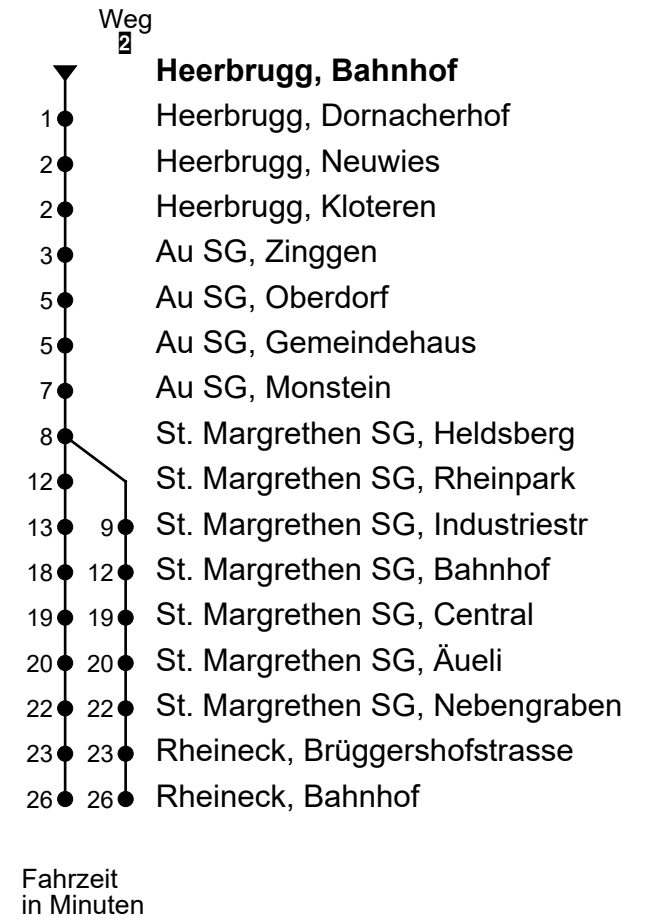 Weg
2
Heerbrugg, Bahnhof
1 Heerbrugg, Dornacherhof
2 Heerbrugg, Neuwies
2 Heerbrugg, Kloteren
3 Au SG, Zinggen
5 Au SG, Oberdorf
5 Au SG, Gemeindehaus
7 Au SG, Monstein
8 St. Margrethen SG, Heldsberg
12 St. Margrethen SG, Rheinpark
13 9 St. Margrethen SG, Industriestr
18 12 St. Margrethen SG, Bahnhof
19 19 St. Margrethen SG, Central
20 20 St. Margrethen SG, Äueli
22 22 St. Margrethen SG, Nebengraben
23 23 Rheineck, Brüggershofstrasse
26 26 Rheineck, Bahnhof
Fahrzeit
in Minuten